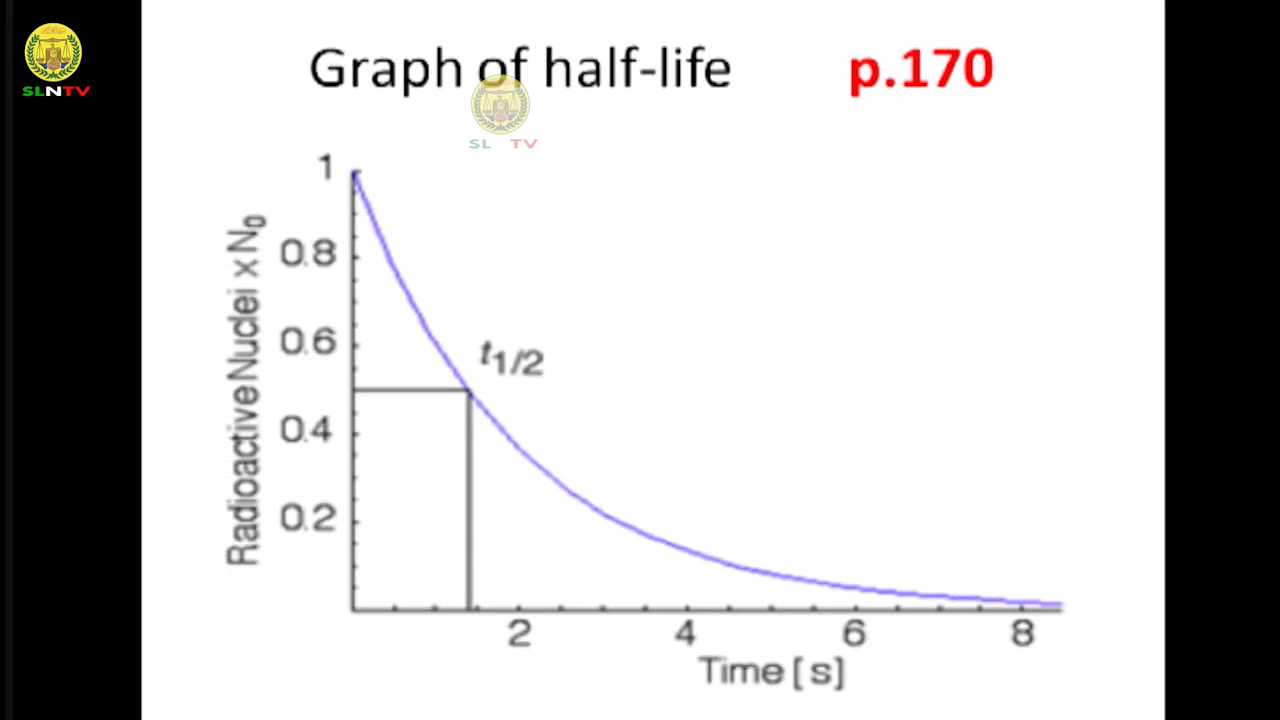 SLNTV
Graph of half-life p.170
SL TV
1
0.8
0.6
0.4
0.2
Radioactive Nuclei x N₀
t₁/₂
2 4 6 8
Time [s]